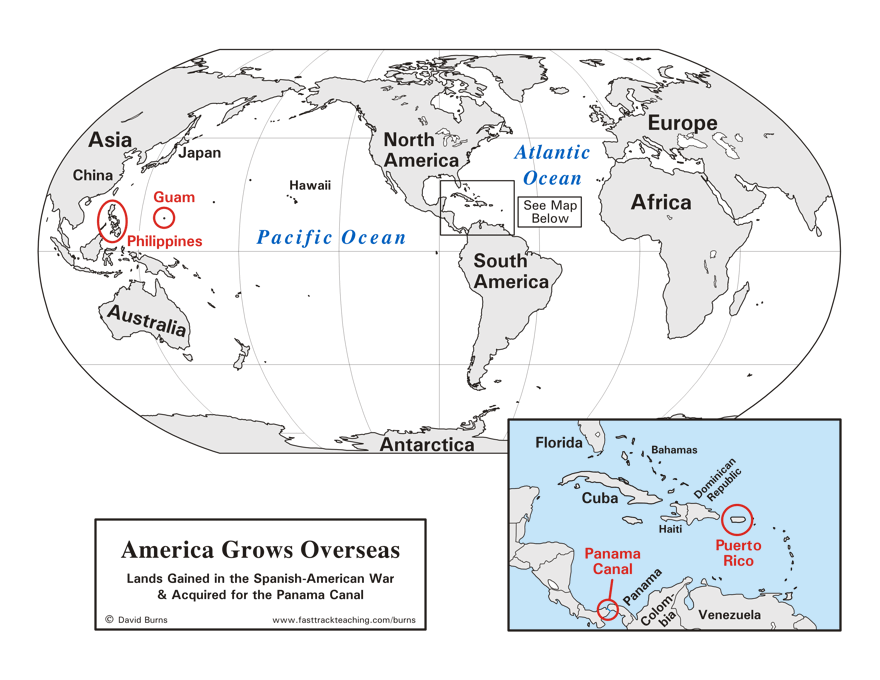 Asia
Japan
China
Guam
Philippines
Hawaii
Pacific Ocean
Australia
North
America
Atlantic
Ocean
See Map
Below
South
America
Europe
Africa
Antarctica
Florida
Bahamas
Cuba
Dominican
Republic
Haiti
Puerto
Rico
Panama
Canal
Panama
Colom-
bia
Venezuela
America Grows Overseas
Lands Gained in the Spanish-American War
& Acquired for the Panama Canal
© David Burns
www.fasttrackteaching.com/burns